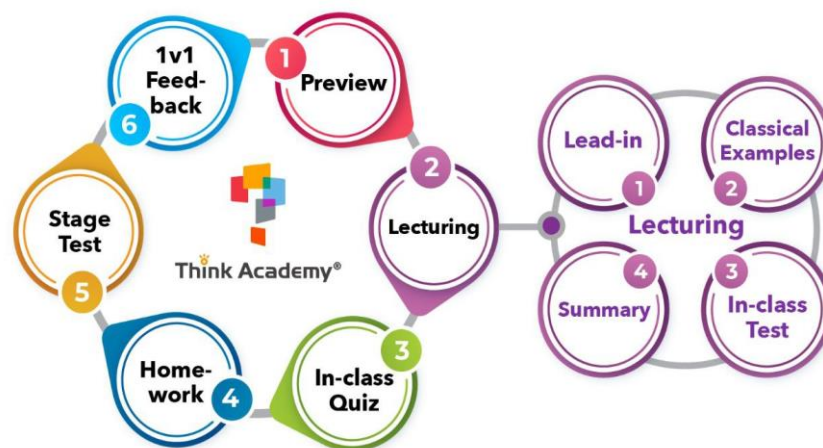 1
Preview
2
Lecturing
3
In-class
Quiz
4
Home-
work
5
Stage
Test
6
1v1
Feed-
back
Think Academy®
Lecturing
1
Lead-in
2
Classical
Examples
3
In-class
Test
4
Summary